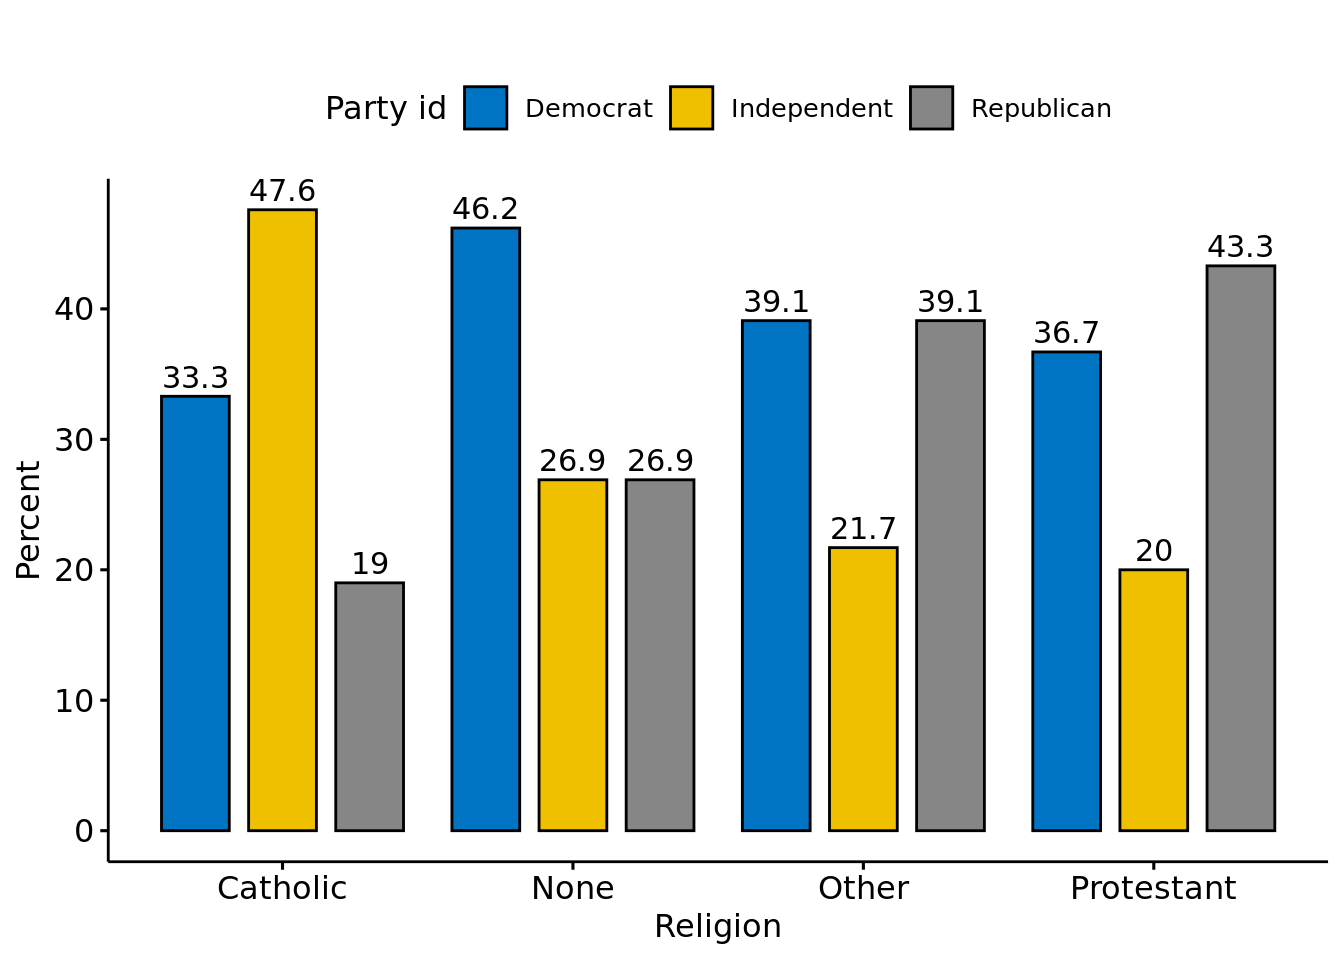 Party id Democrat Independent Republican
47.6 46.2 43.3
39.1 39.1 36.7
40
33.3
30
26.9 26.9
21.7
20
19
20
10
0
Percent
Catholic None Other Protestant
Religion